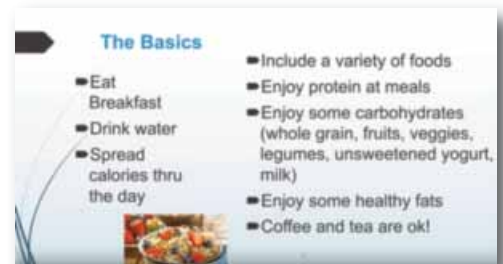 The Basics
Eat
Breakfast
Drink water
Spread
calories thru
the day
Include a variety of foods
Enjoy protein at meals
Enjoy some carbohydrates
(whole grain, fruits, veggies,
legumes, unsweetened yogurt,
milk)
Enjoy some healthy fats
Coffee and tea are ok!